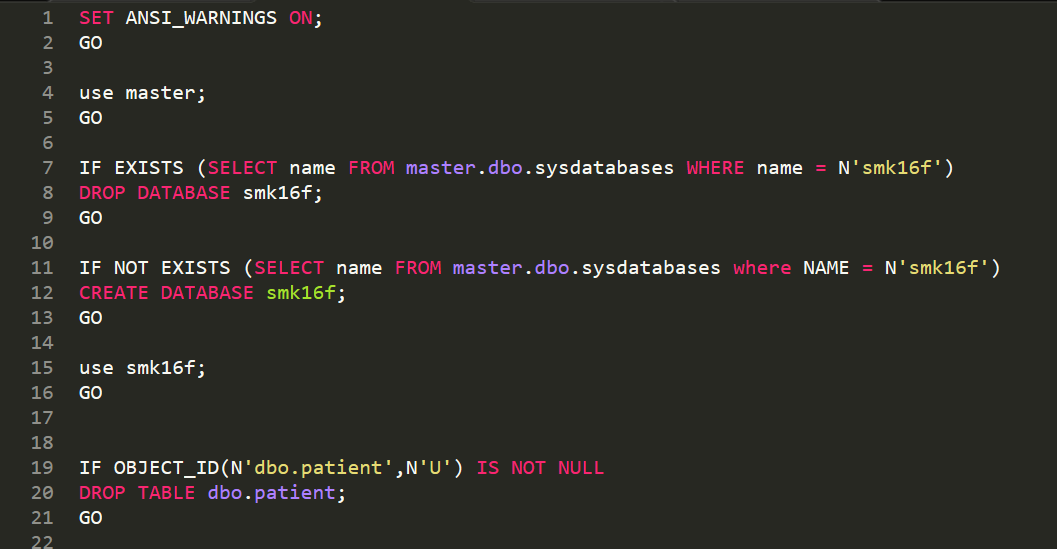 1 SET ANSI_WARNINGS ON;
2 GO
3
4 use master;
5 GO
6
7 IF EXISTS (SELECT name FROM master.dbo.sysdatabases WHERE name = N'smk16f')
8 DROP DATABASE smk16f;
9 GO
10
11 IF NOT EXISTS (SELECT name FROM master.dbo.sysdatabases where NAME = N'smk16f')
12 CREATE DATABASE smk16f;
13 GO
14
15 use smk16f;
16 GO
17
18
19 IF OBJECT_ID(N'dbo.patient',N'U') IS NOT NULL
20 DROP TABLE dbo.patient;
21 GO
22